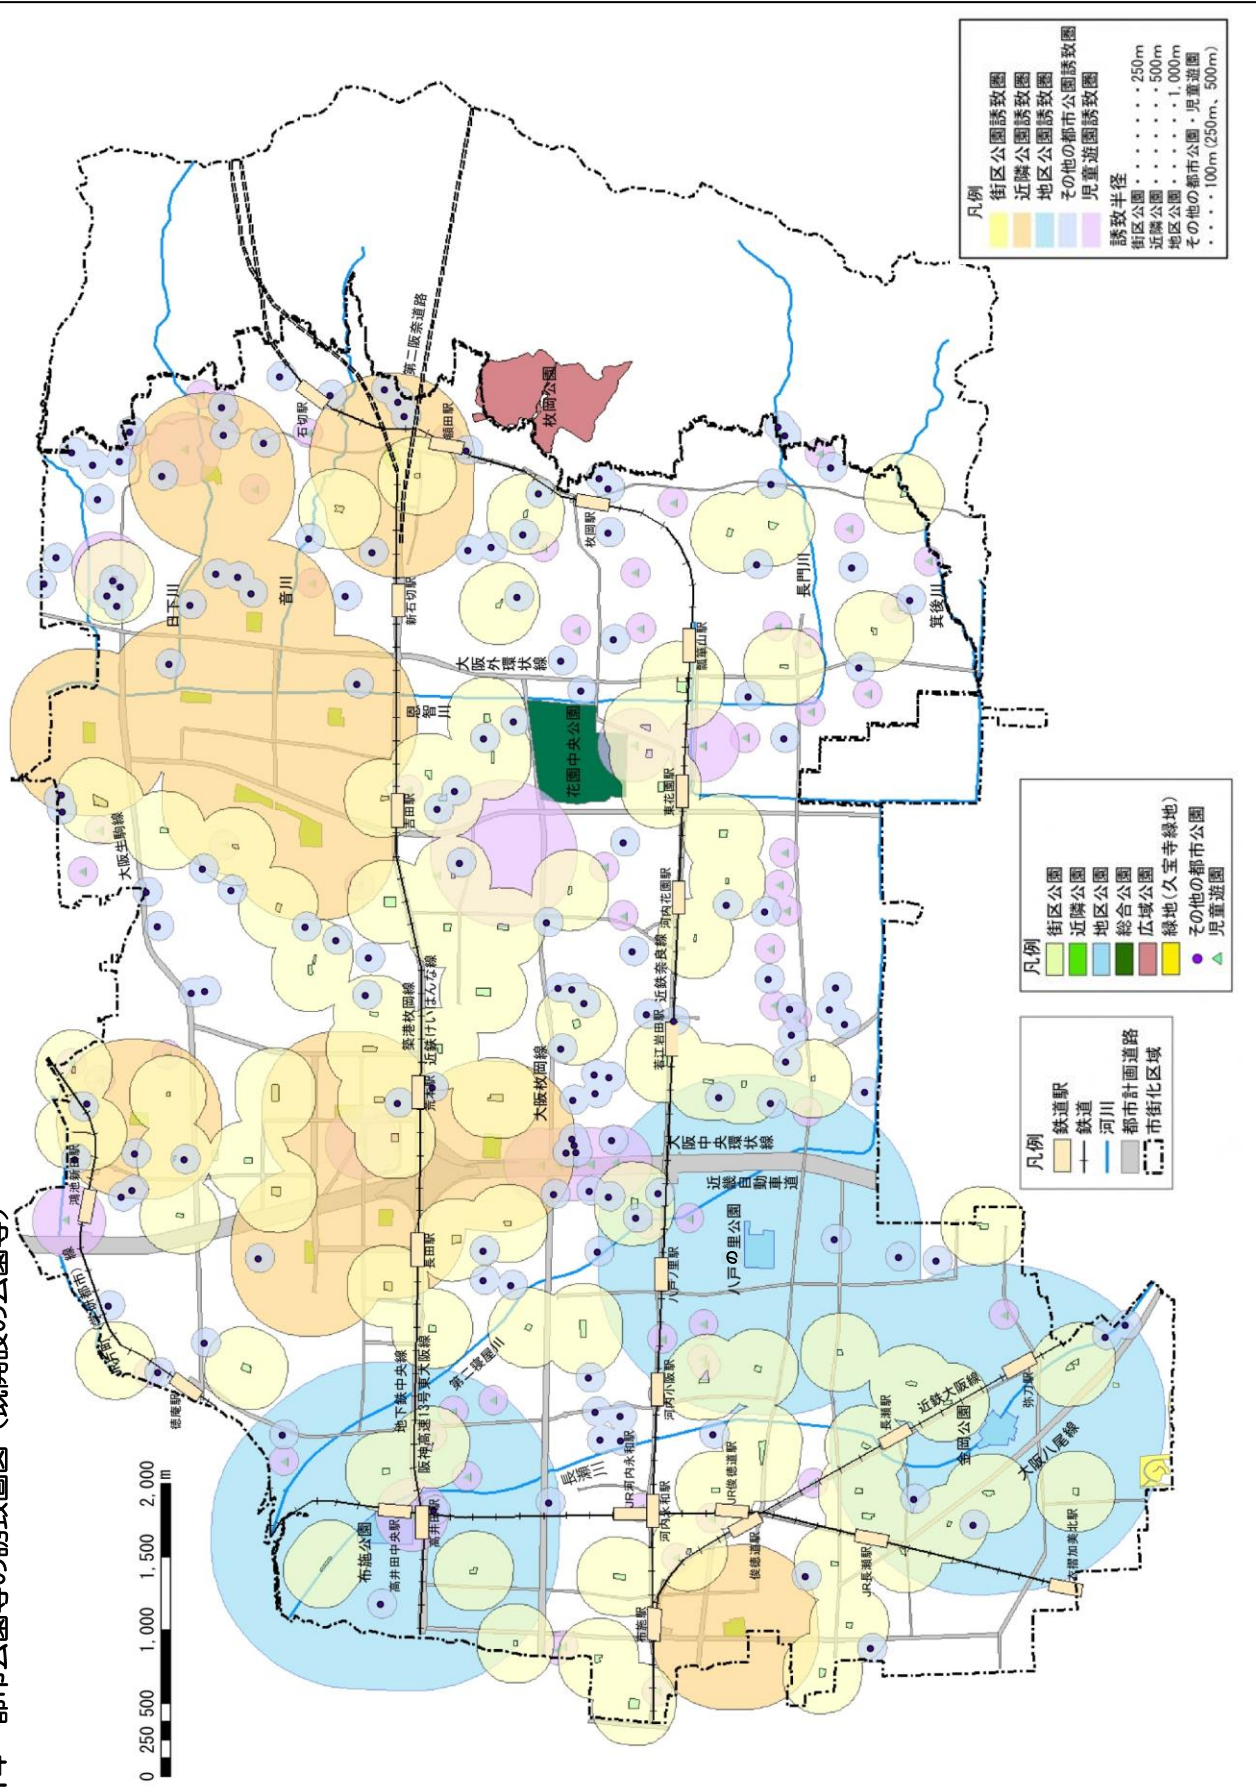 凡例
街区公園誘致圏
近隣公園誘致圏
地区公園誘致圏
その他の都市公園誘致圏
児童遊園誘致圏
誘致半径
街区公園・・・・・・・・250m
近隣公園・・・・・・・・500m
地区公園・・・・・・・1,000m
その他の都市公園・児童遊園
・・・・100m(250m、500m)
凡例
街区公園
近隣公園
地区公園
総合公園
広域公園
緑地(久宝寺緑地)
その他の都市公園
児童遊園
凡例
鉄道駅
鉄道
河川
都市計画道路
市街化区域
0 250 500 1,000 1,500 2,000
m
第二阪奈道路
枚岡公園
石切駅
額田駅
枚岡駅
新石切駅
日下川
音川
長門川
箕後川
大阪外環状線
瓢箪山駅
恩智川
花園中央公園
東花園駅
吉田駅
大阪生駒線
河内花園駅
近鉄奈良線
若江岩田駅
築港枚岡線
近鉄けいはんな線
荒本駅
大阪枚岡線
大阪中央環状線
近畿自動車道
鴻池新田駅
長田駅
八戸ノ里駅
八戸の里公園
徳庵駅
地下鉄中央線
阪神高速13号東大阪線
第二寝屋川
河内小阪駅
長瀬川
JR河内永和駅
河内永和駅
JR俊徳道駅
俊徳道駅
長瀬駅
近鉄大阪線
弥刀駅
金岡公園
大阪八尾線
布施公園
高井田中央駅
高井田駅
布施駅
JR長瀬駅
衣摺加美北駅